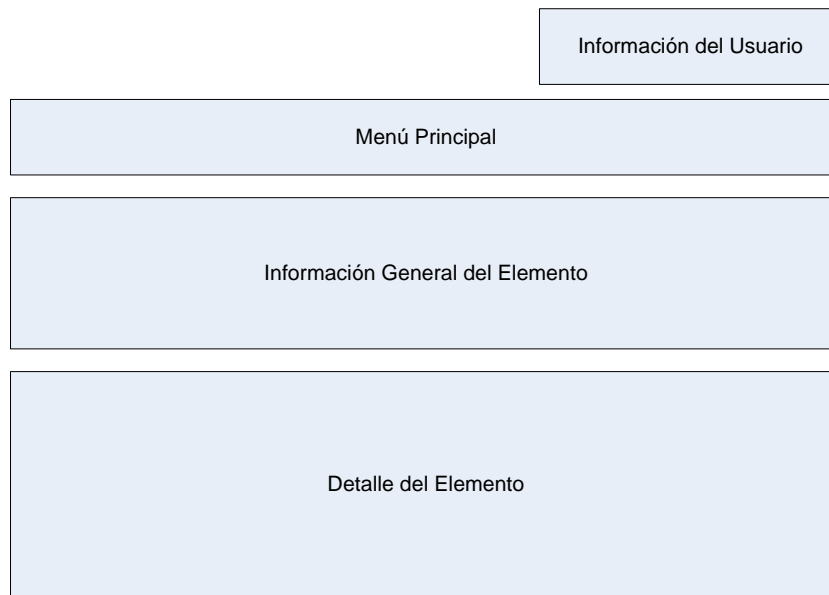 Información del Usuario
Menú Principal
Información General del Elemento
Detalle del Elemento